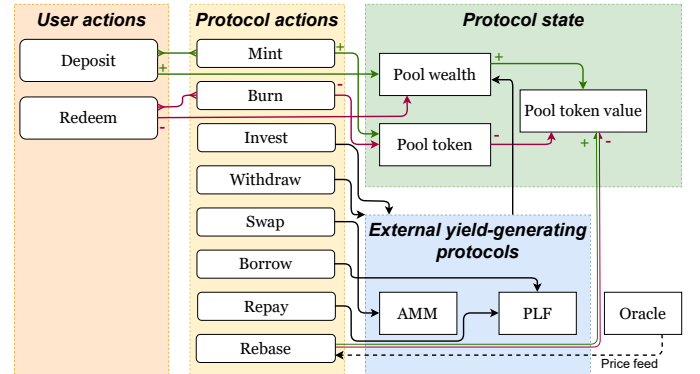 User actions
Protocol actions
Protocol state
Deposit
Mint
+
+
Pool wealth
+
Redeem
Burn
-
-
Pool token value
Invest
Pool token
-
+
-
Withdraw
Swap
External yield-generating
protocols
Borrow
Repay
AMM
PLF
Oracle
Rebase
Price feed